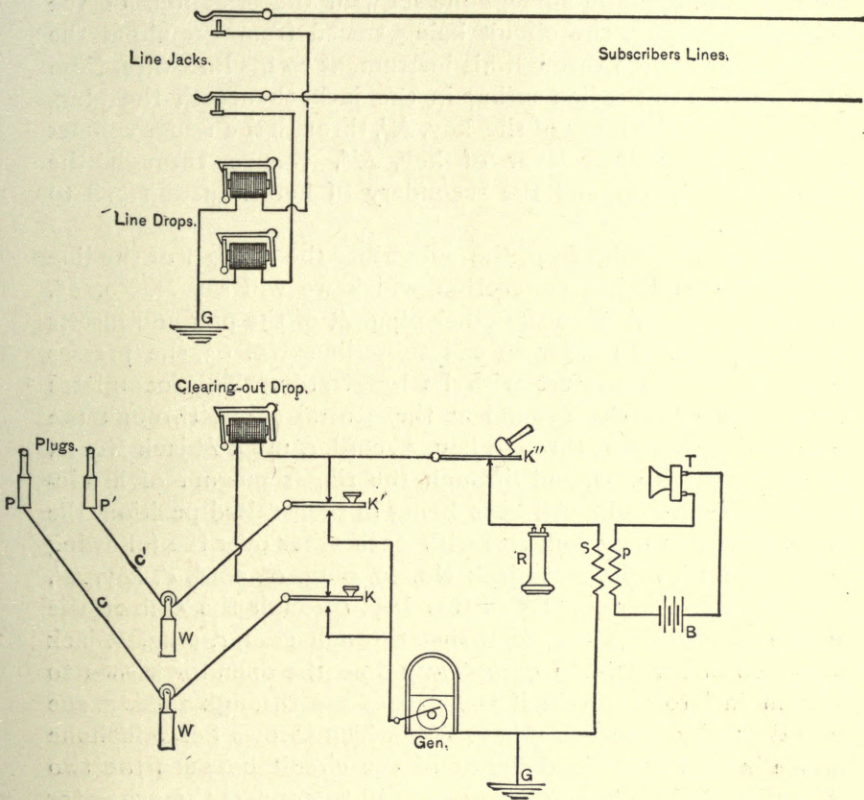 Line Jacks.
Subscribers Lines.
Line Drops.
G
Clearing-out Drop.
Plugs.
P
P'
K''
T
K'
R
S
P
C'
C
K
B
W
W
Gen.
G